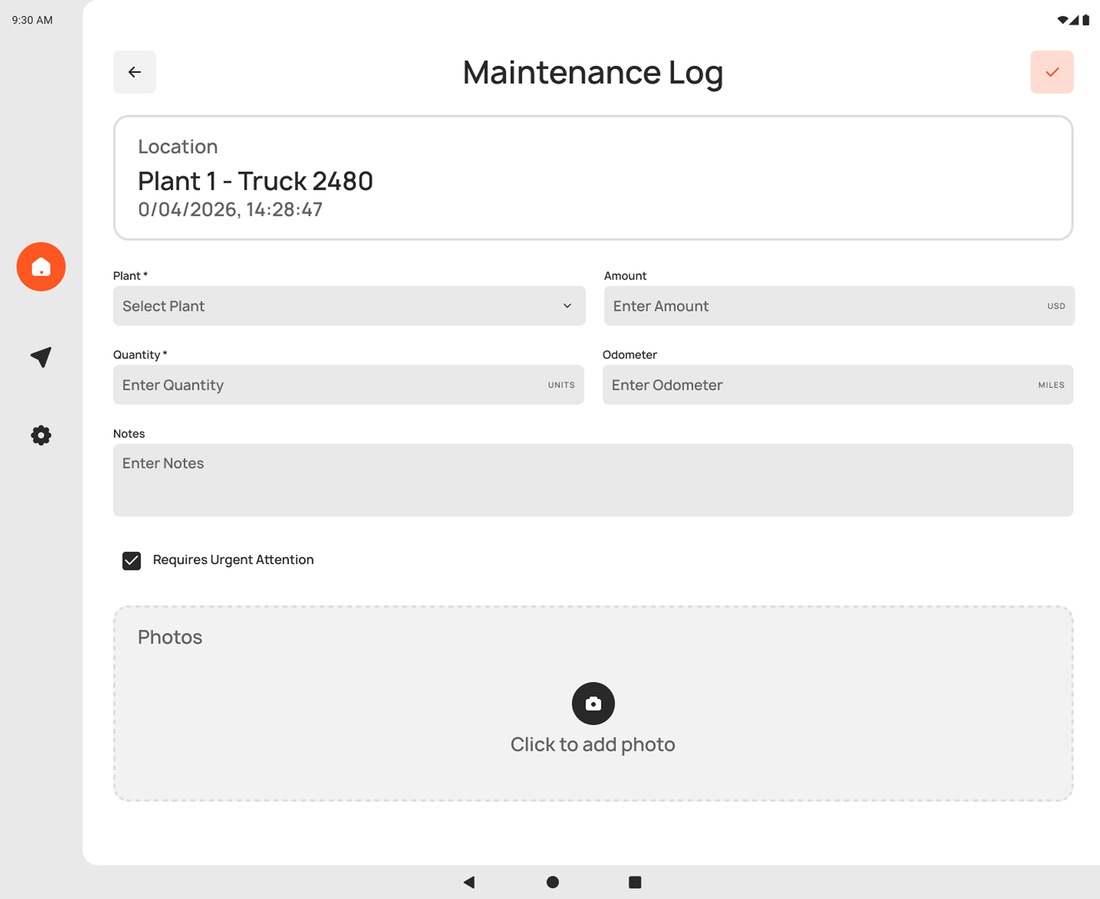 9:30 AM
Maintenance Log
Location
Plant 1 - Truck 2480
0/04/2026, 14:28:47
Plant *
Amount
Select Plant
Enter Amount
USD
Quantity *
Odometer
Enter Quantity
UNITS
Enter Odometer
MILES
Notes
Enter Notes
Requires Urgent Attention
Photos
Click to add photo